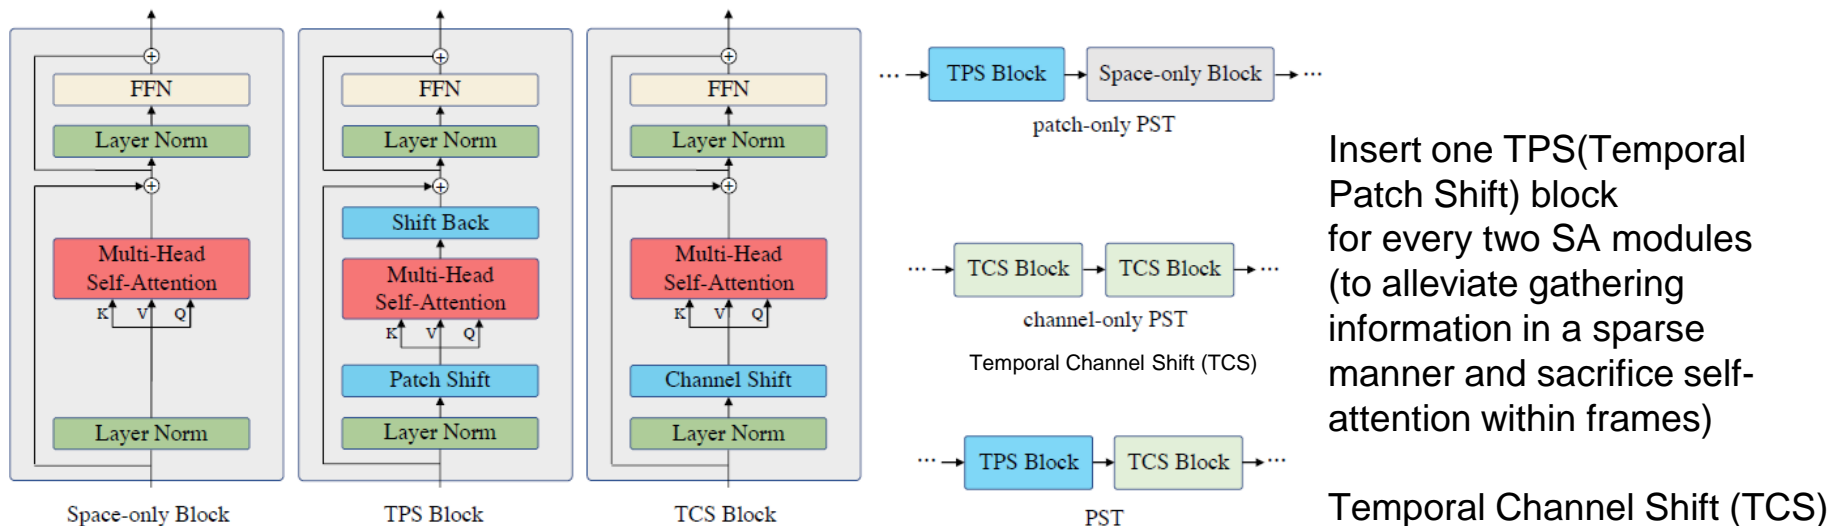 FFN
Layer Norm
Multi-Head
Self-Attention
K V Q
Layer Norm
Space-only Block
FFN
Layer Norm
Shift Back
Multi-Head
Self-Attention
K V Q
Patch Shift
Layer Norm
TPS Block
FFN
Layer Norm
Multi-Head
Self-Attention
K V Q
Channel Shift
Layer Norm
TCS Block
... TPS Block Space-only Block ...
patch-only PST
... TCS Block TCS Block ...
channel-only PST
Temporal Channel Shift (TCS)
... TPS Block TCS Block ...
PST
Insert one TPS(Temporal
Patch Shift) block
for every two SA modules
(to alleviate gathering
information in a sparse
manner and sacrifice self-
attention within frames)
Temporal Channel Shift (TCS)